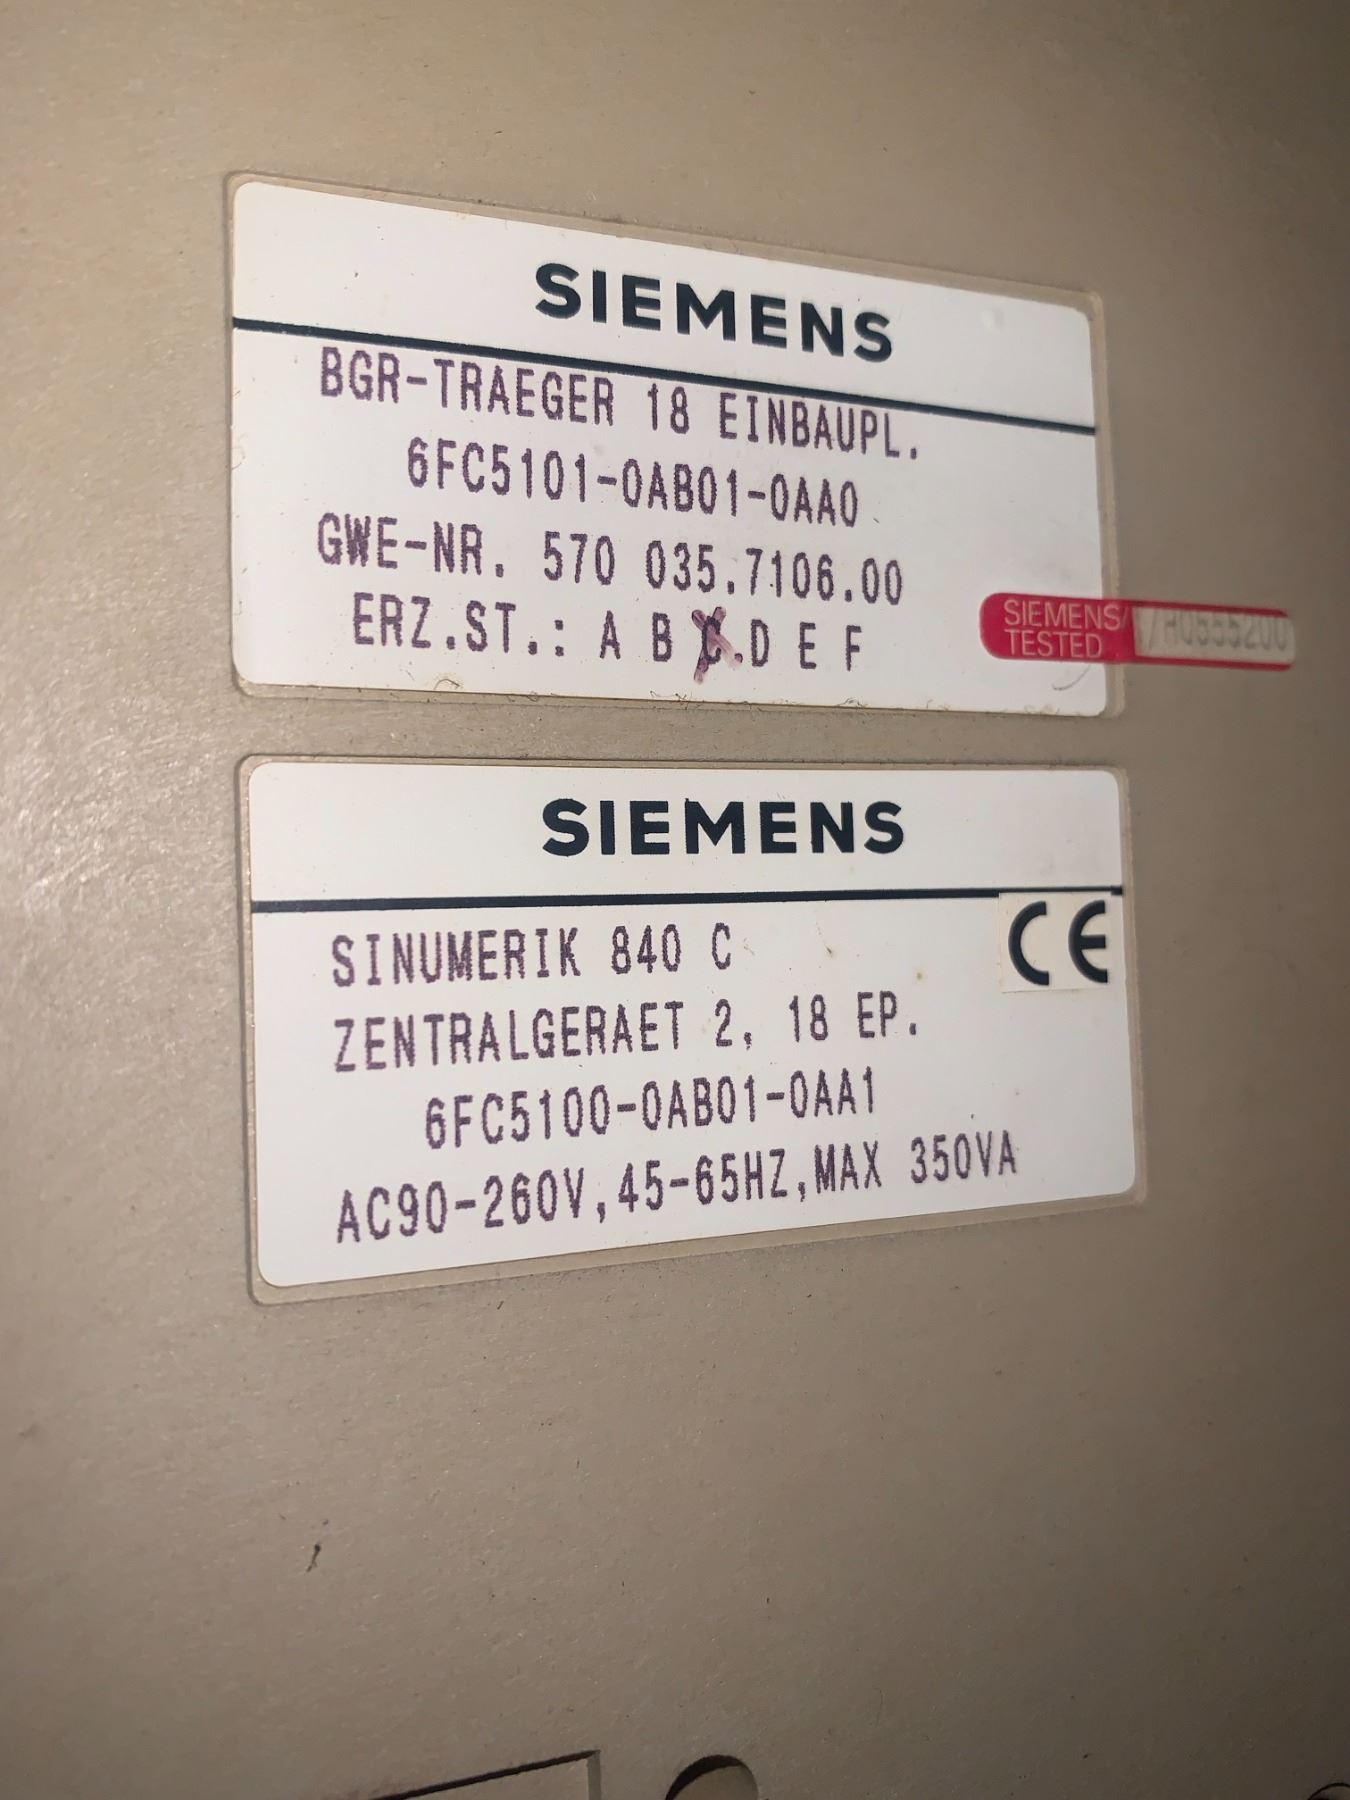 SIEMENS
BGR-TRAEGER 18 EINBAUPL.
6FC5101-0AB01-0AA0
GWE-NR. 570 035.7106.00
ERZ.ST.: A B C.D E F
SIEMENS/
TESTED
SIEMENS
CE
SINUMERIK 840 C
ZENTRALGERAET 2, 18 EP.
6FC5100-0AB01-0AA1
AC90-260V,45-65HZ,MAX 350VA